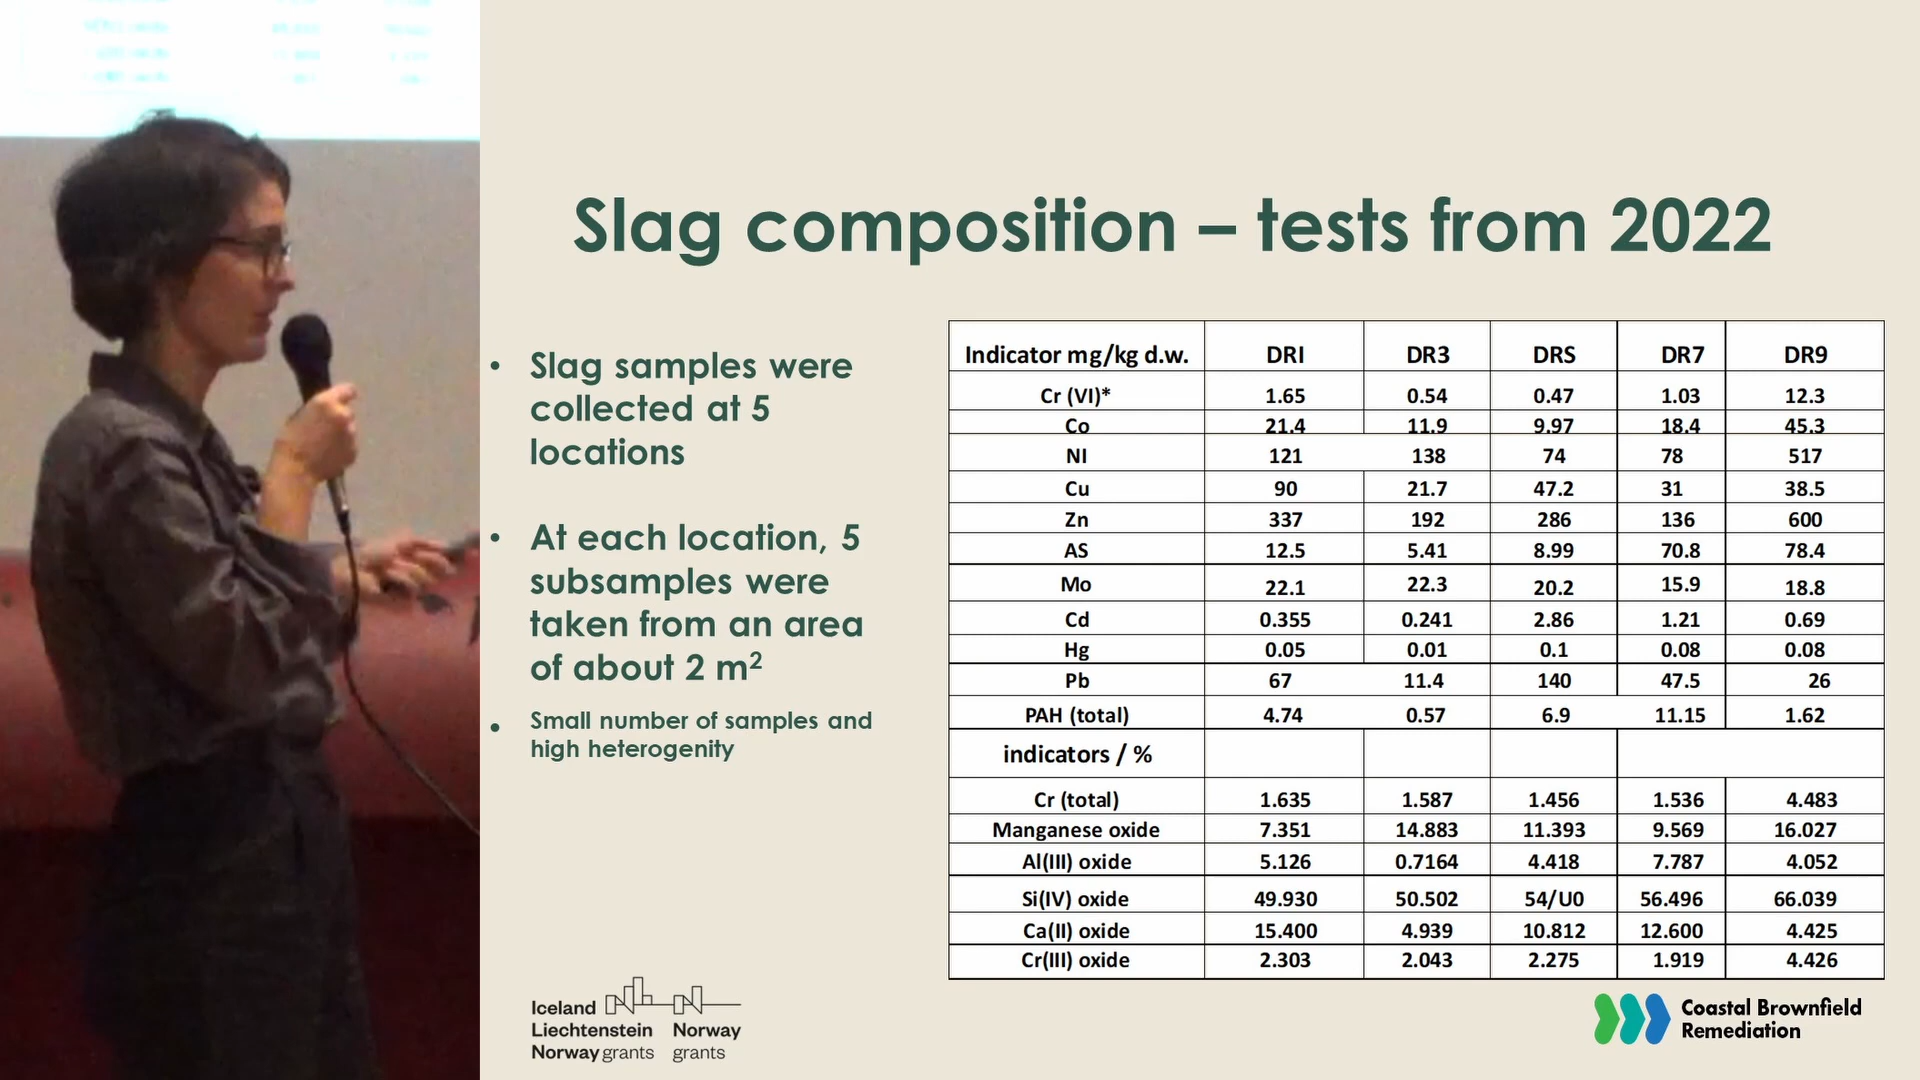 Slag composition – tests from 2022
• Slag samples were
collected at 5
locations
• At each location, 5
subsamples were
taken from an area
of about 2 m²
• Small number of samples and
high heterogenity
Indicator mg/kg d.w. DRI DR3 DRS DR7 DR9
Cr (VI)* 1.65 0.54 0.47 1.03 12.3
Co 21.4 11.9 9.97 18.4 45.3
NI 121 138 74 78 517
Cu 90 21.7 47.2 31 38.5
Zn 337 192 286 136 600
AS 12.5 5.41 8.99 70.8 78.4
Mo 22.1 22.3 20.2 15.9 18.8
Cd 0.355 0.241 2.86 1.21 0.69
Hg 0.05 0.01 0.1 0.08 0.08
Pb 67 11.4 140 47.5 26
PAH (total) 4.74 0.57 6.9 11.15 1.62
indicators / %
Cr (total) 1.635 1.587 1.456 1.536 4.483
Manganese oxide 7.351 14.883 11.393 9.569 16.027
Al(III) oxide 5.126 0.7164 4.418 7.787 4.052
Si(IV) oxide 49.930 50.502 54/U0 56.496 66.039
Ca(II) oxide 15.400 4.939 10.812 12.600 4.425
Cr(III) oxide 2.303 2.043 2.275 1.919 4.426
Iceland
Liechtenstein
Norway grants
Norway
grants
Coastal Brownfield
Remediation